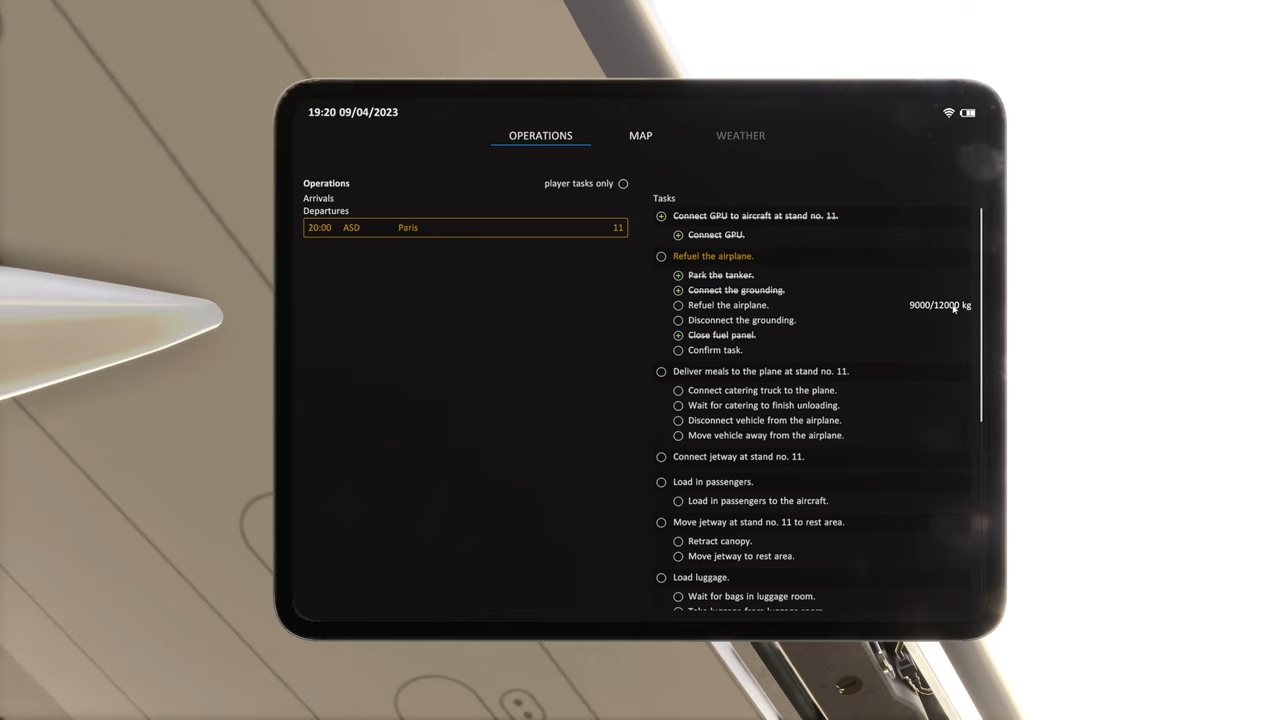 19:20 09/04/2023
OPERATIONS MAP WEATHER
Operations player tasks only
Arrivals
Departures
20:00 ASD Paris 11
Tasks
Connect GPU to aircraft at stand no. 11.
Connect GPU.
Refuel the airplane.
Park the tanker.
Connect the grounding.
Refuel the airplane. 9000/12000 kg
Disconnect the grounding.
Close fuel panel.
Confirm task.
Deliver meals to the plane at stand no. 11.
Connect catering truck to the plane.
Wait for catering to finish unloading.
Disconnect vehicle from the airplane.
Move vehicle away from the airplane.
Connect jetway at stand no. 11.
Load in passengers.
Load in passengers to the aircraft.
Move jetway at stand no. 11 to rest area.
Retract canopy.
Move jetway to rest area.
Load luggage.
Wait for bags in luggage room.
Take luggage from luggage room